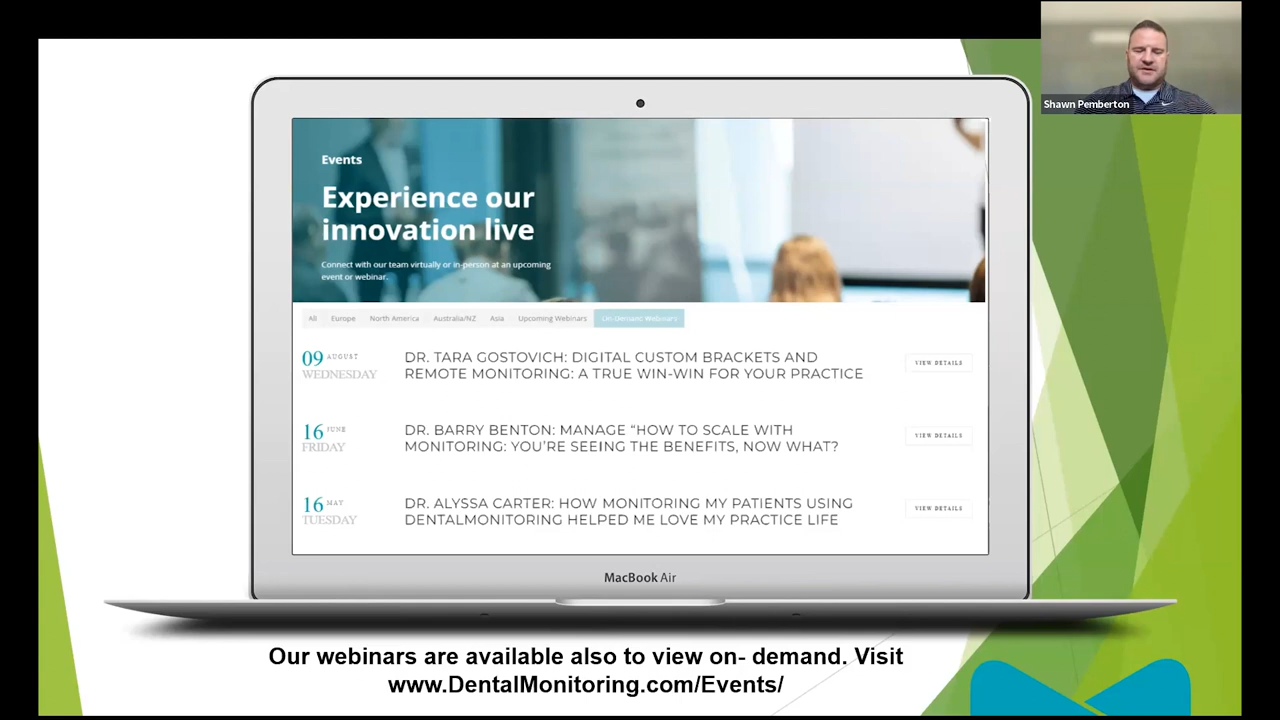 Shawn Pemberton
Events
Experience our
innovation live
Connect with our team virtually or in-person at an upcoming
event or webinar.
All Europe North America Australia/NZ Asia Upcoming Webinars On-Demand Webinars
09 AUGUST
WEDNESDAY
DR. TARA GOSTOVICH: DIGITAL CUSTOM BRACKETS AND
REMOTE MONITORING: A TRUE WIN-WIN FOR YOUR PRACTICE
VIEW DETAILS
16 JUNE
FRIDAY
DR. BARRY BENTON: MANAGE “HOW TO SCALE WITH
MONITORING: YOU’RE SEEING THE BENEFITS, NOW WHAT?
VIEW DETAILS
16 MAY
TUESDAY
DR. ALYSSA CARTER: HOW MONITORING MY PATIENTS USING
DENTALMONITORING HELPED ME LOVE MY PRACTICE LIFE
VIEW DETAILS
MacBook Air
Our webinars are available also to view on- demand. Visit
www.DentalMonitoring.com/Events/